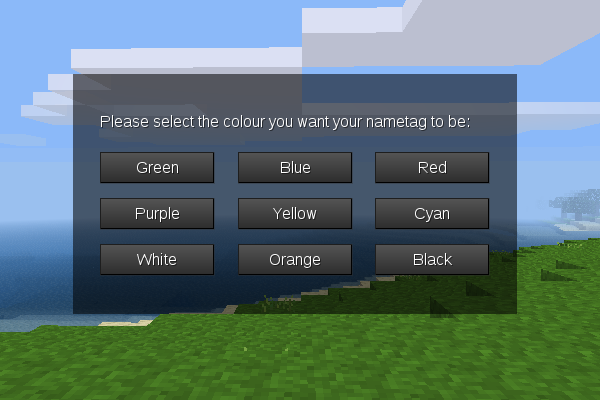 Please select the colour you want your nametag to be:
Green Blue Red
Purple Yellow Cyan
White Orange Black